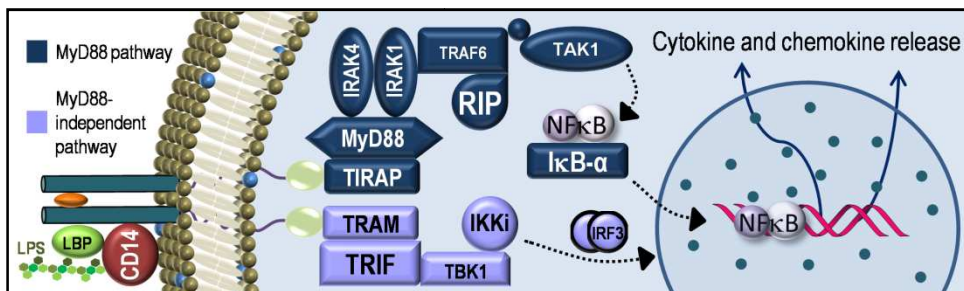 MyD88 pathway
MyD88-
independent
pathway
LPS
LBP
CD14
IRAK4
IRAK1
TRAF6
TAK1
RIP
MyD88
TIRAP
NFκB
IκB-α
TRAM
TRIF
IKKi
TBK1
IRF3
Cytokine and chemokine release
NFκB